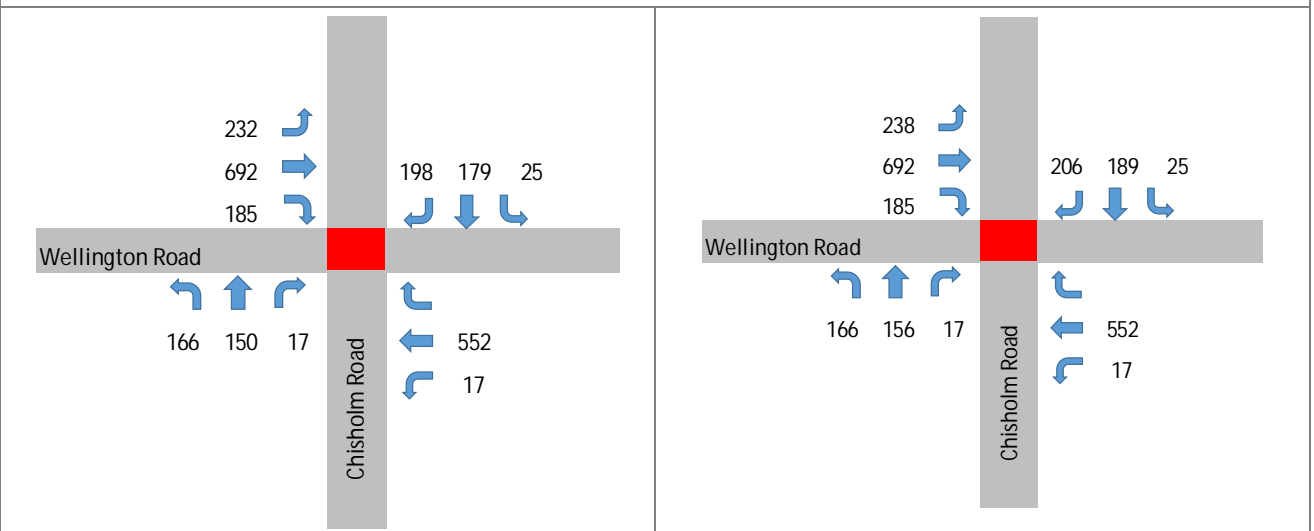 232
692
198 179 25
185
Wellington Road
166 150 17
552
17
Chisholm Road
238
692
206 189 25
185
Wellington Road
166 156 17
552
17
Chisholm Road